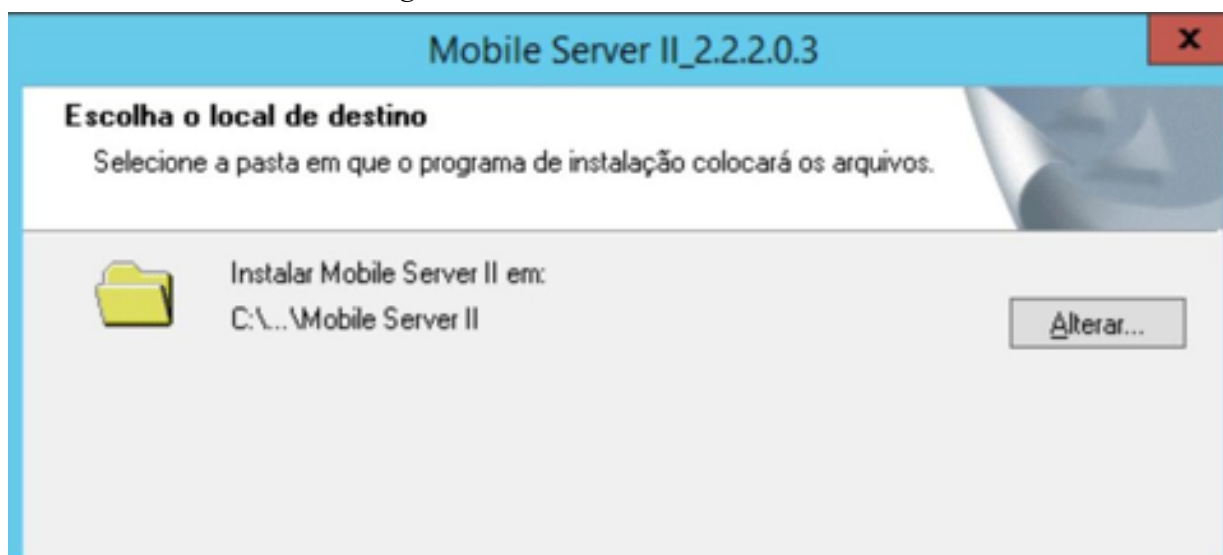 g
Mobile Server II_2.2.2.0.3
x
Escolha o local de destino
Selecione a pasta em que o programa de instalação colocará os arquivos.
Instalar Mobile Server II em:
C:\...\Mobile Server II
Alterar...